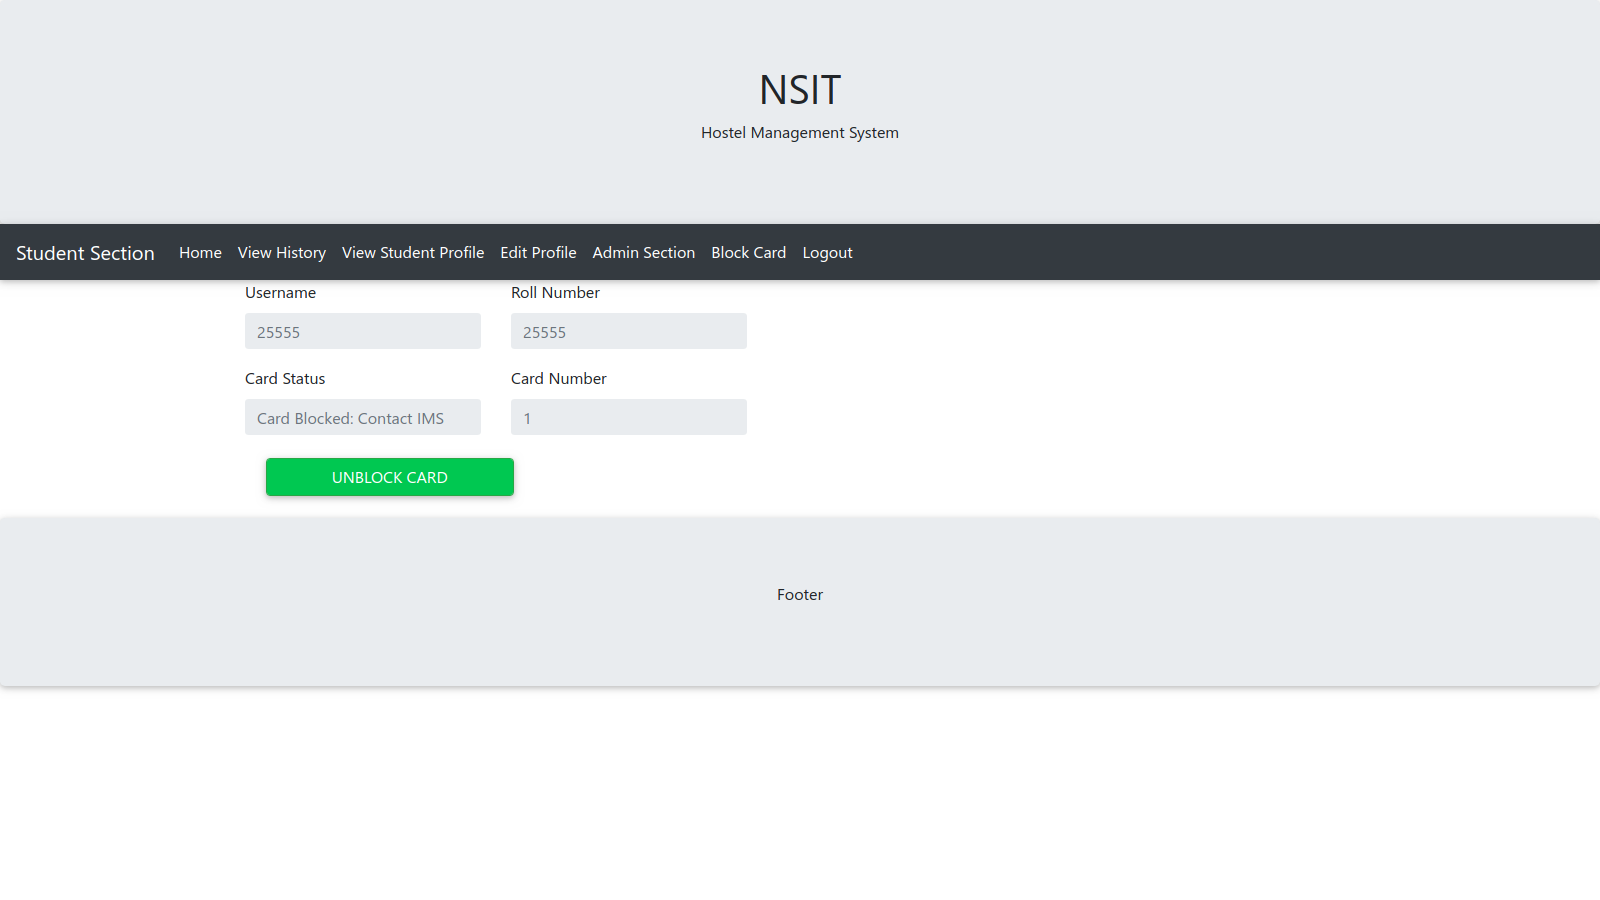 NSIT
Hostel Management System
Student Section Home View History View Student Profile Edit Profile Admin Section Block Card Logout
Username Roll Number
25555 25555
Card Status Card Number
Card Blocked: Contact IMS 1
UNBLOCK CARD
Footer